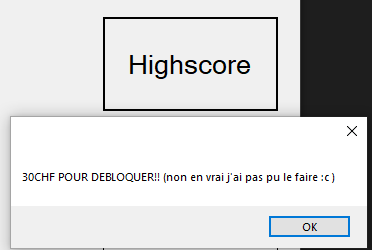 Highscore
30CHF POUR DEBLOQUER!! (non en vrai j'ai pas pu le faire :c )
OK